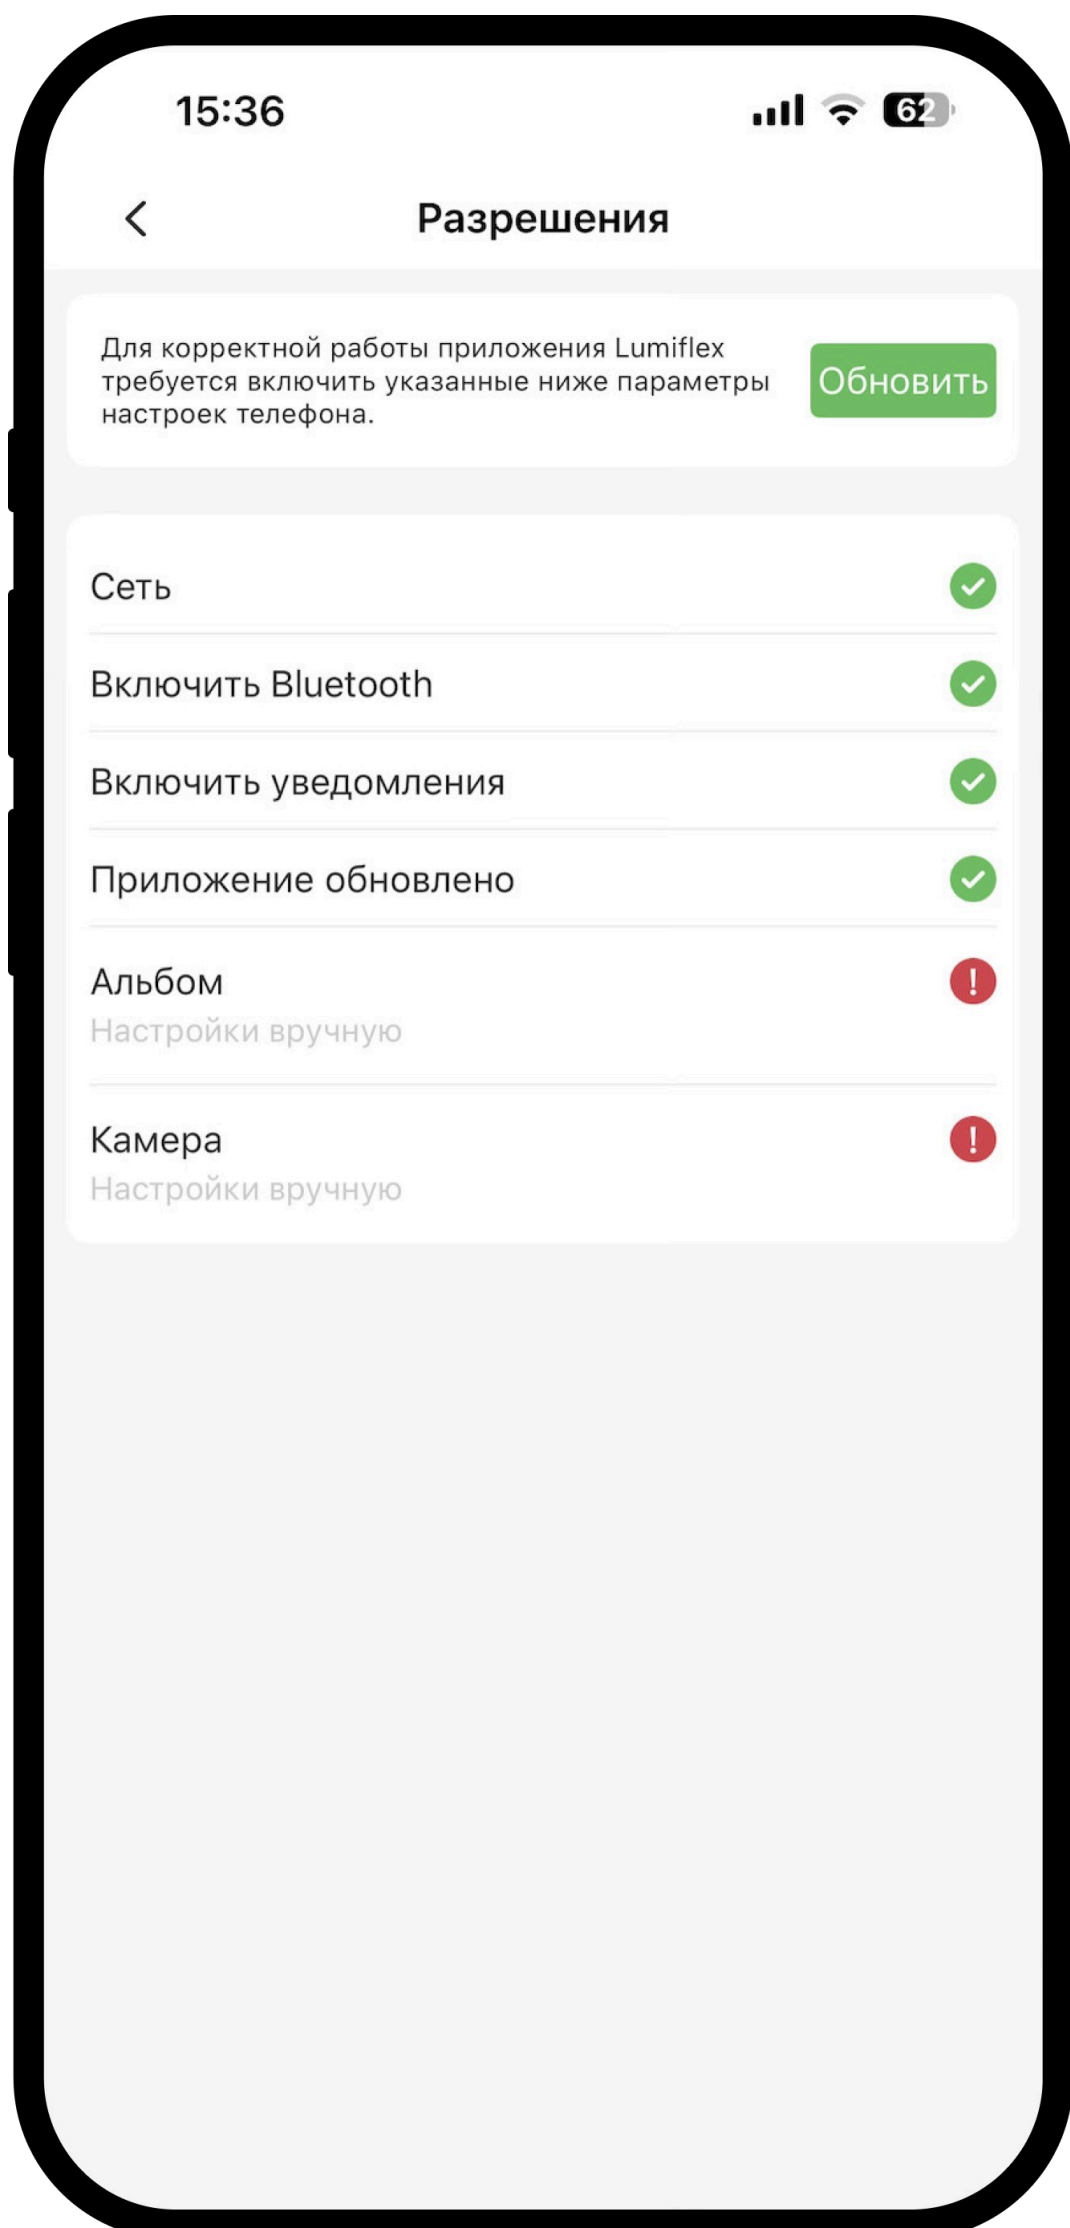 15:36
62
Разрешения
Для корректной работы приложения Lumiflex
требуется включить указанные ниже параметры
настроек телефона.
Обновить
Сеть
Включить Bluetooth
Включить уведомления
Приложение обновлено
Альбом
Настройки вручную
Камера
Настройки вручную